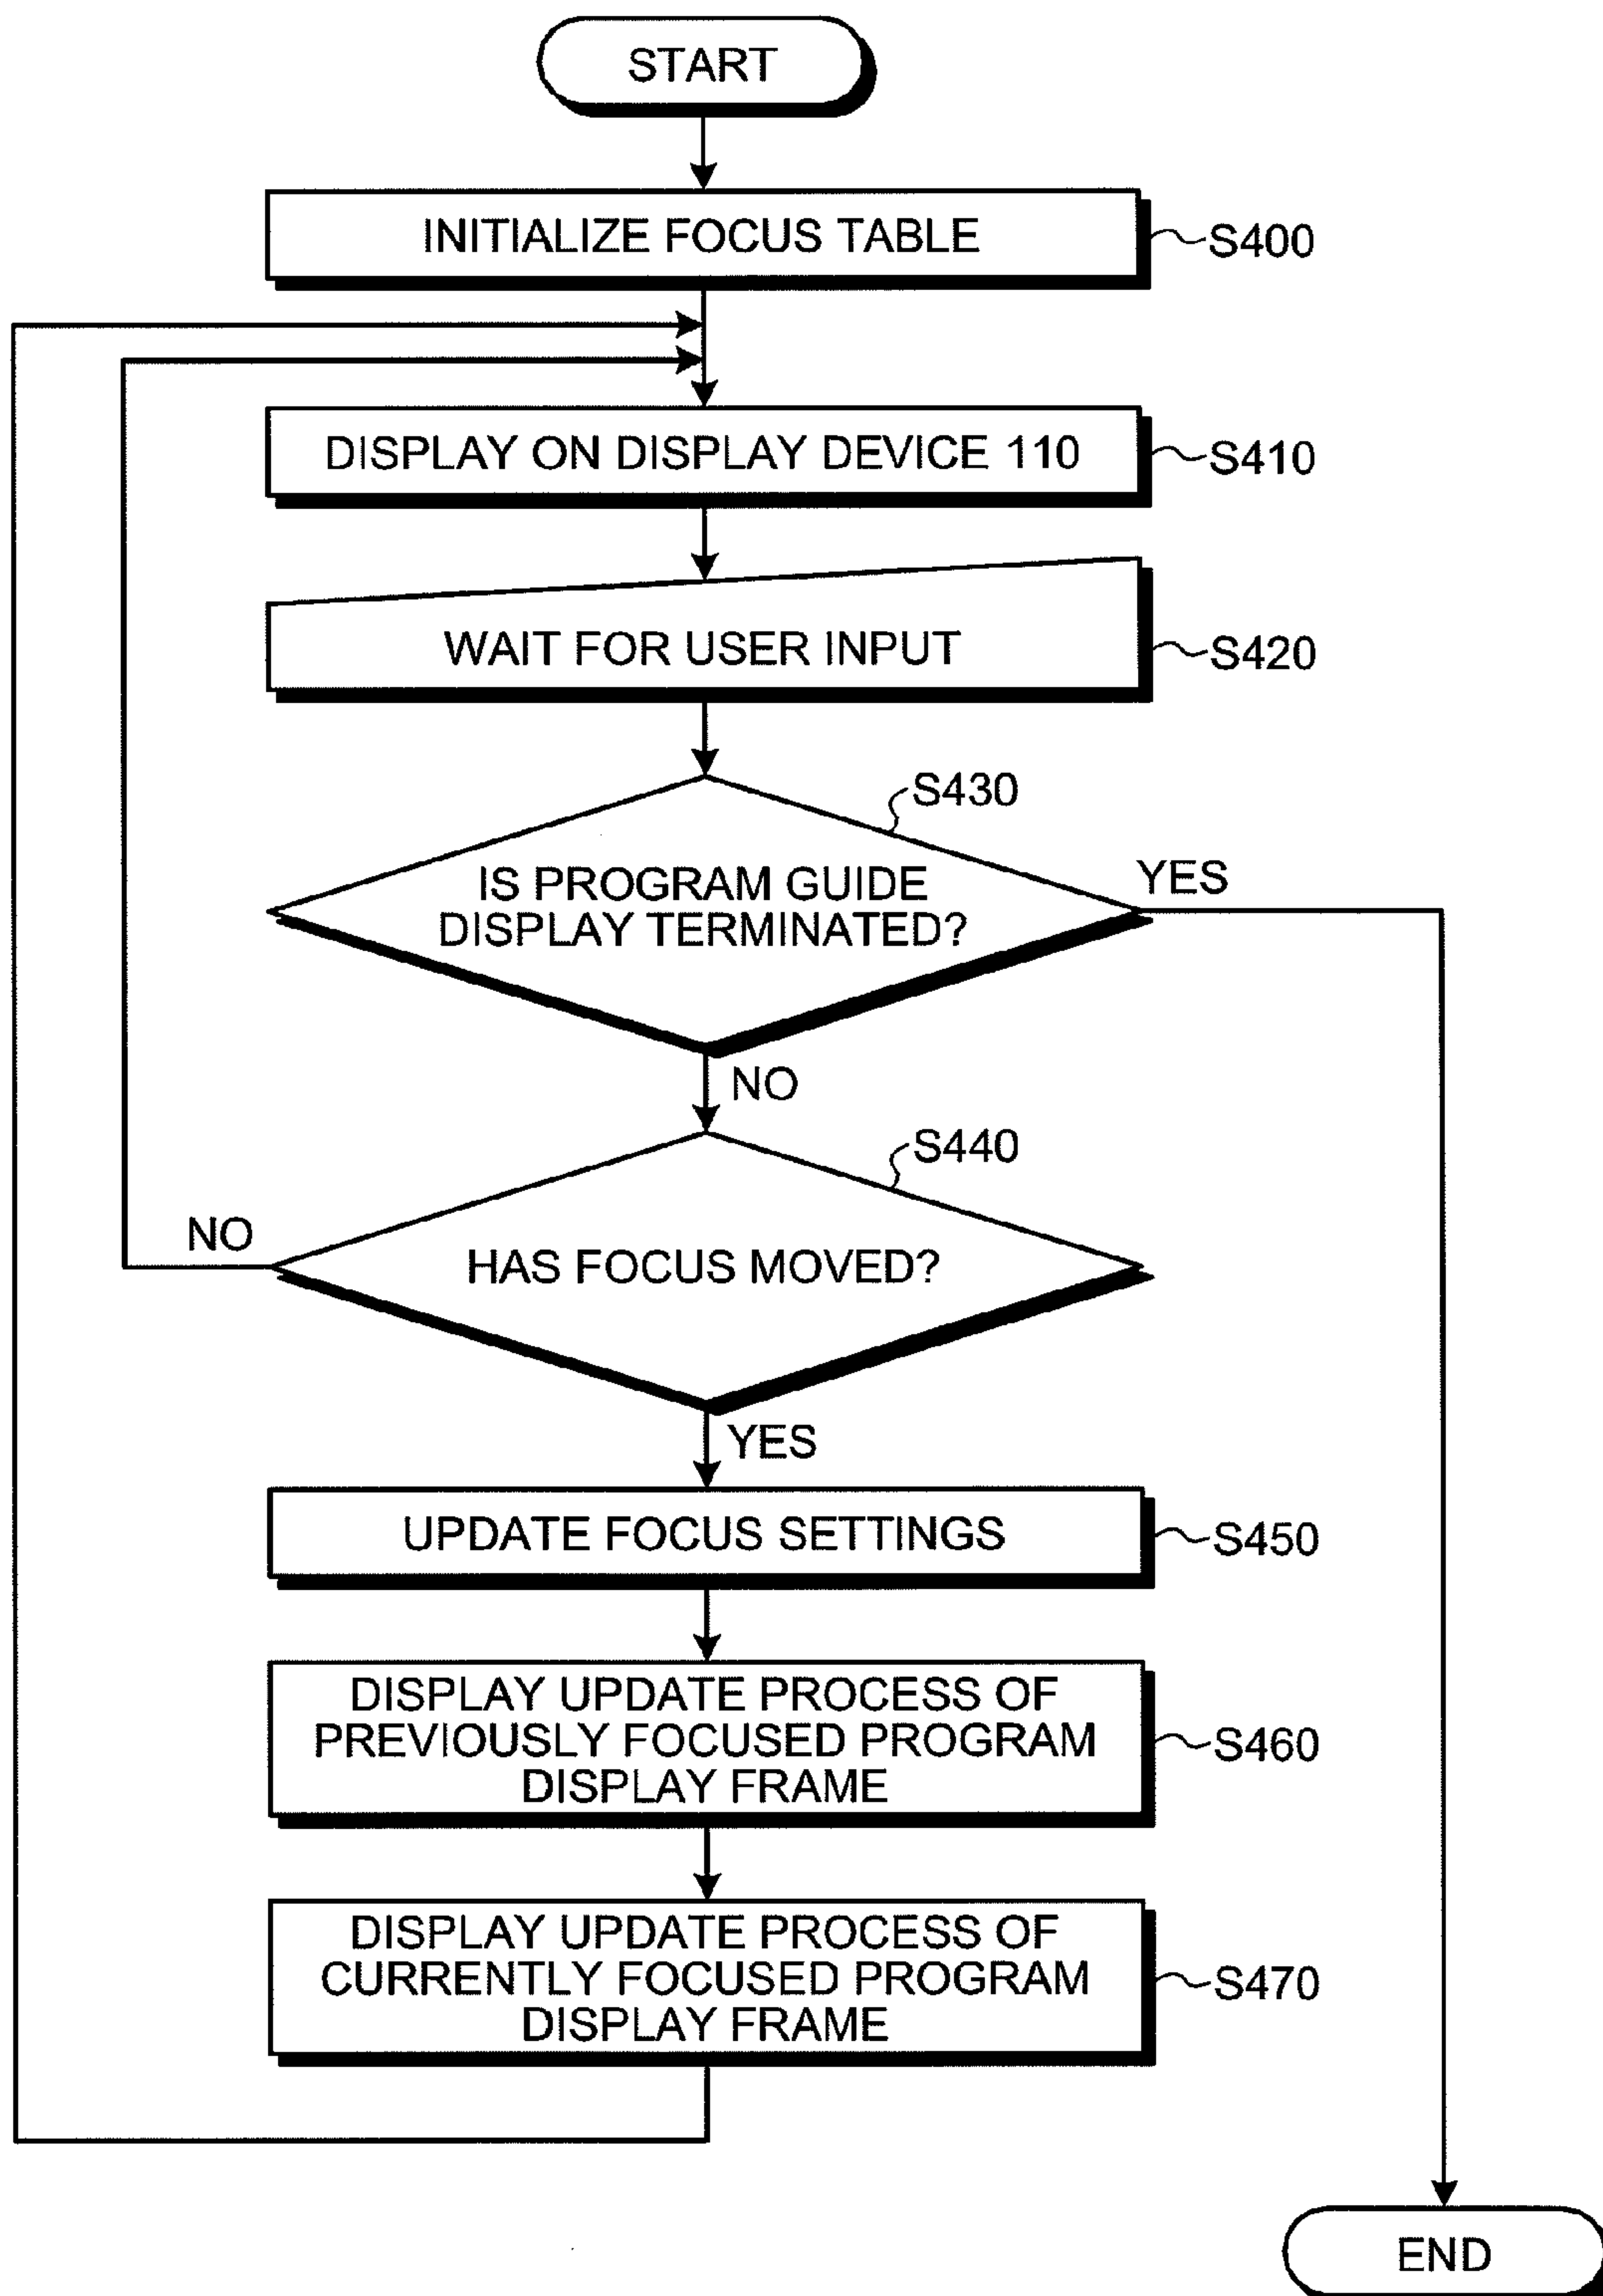 START
INITIALIZE FOCUS TABLE
S400
DISPLAY ON DISPLAY DEVICE 110
S410
WAIT FOR USER INPUT
S420
S430
IS PROGRAM GUIDE
DISPLAY TERMINATED?
YES
NO
S440
HAS FOCUS MOVED?
NO
YES
UPDATE FOCUS SETTINGS
S450
DISPLAY UPDATE PROCESS OF
PREVIOUSLY FOCUSED PROGRAM
DISPLAY FRAME
S460
DISPLAY UPDATE PROCESS OF
CURRENTLY FOCUSED PROGRAM
DISPLAY FRAME
S470
END